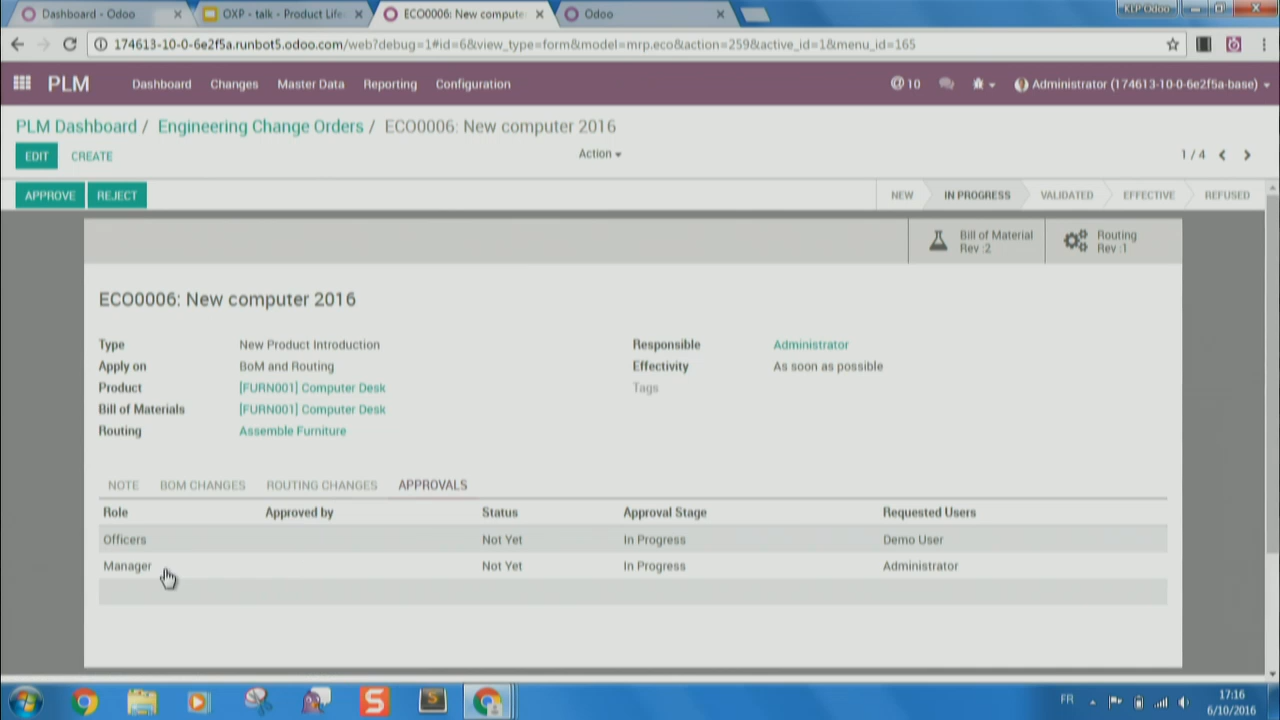 Dashboard - Odoo
OXP - talk - Product Life
ECO0006: New compute
Odoo
KLP Odoo
174613-10-0-6e2f5a.runbot5.odoo.com/web?debug=1#id=6&view_type=form&model=mrp.eco&action=259&active_id=1&menu_id=165
PLM Dashboard Changes Master Data Reporting Configuration @ 10 Administrator (174613-10-0-6e2f5a-base)
PLM Dashboard / Engineering Change Orders / ECO0006: New computer 2016
EDIT CREATE Action 1 / 4
APPROVE REJECT NEW IN PROGRESS VALIDATED EFFECTIVE REFUSED
Bill of Material
Rev :2
Routing
Rev :1
ECO0006: New computer 2016
Type New Product Introduction Responsible Administrator
Apply on BoM and Routing Effectivity As soon as possible
Product [FURN001] Computer Desk Tags
Bill of Materials [FURN001] Computer Desk
Routing Assemble Furniture
NOTE BOM CHANGES ROUTING CHANGES APPROVALS
Role Approved by Status Approval Stage Requested Users
Officers Not Yet In Progress Demo User
Manager Not Yet In Progress Administrator
S S
FR 17:16
6/10/2016